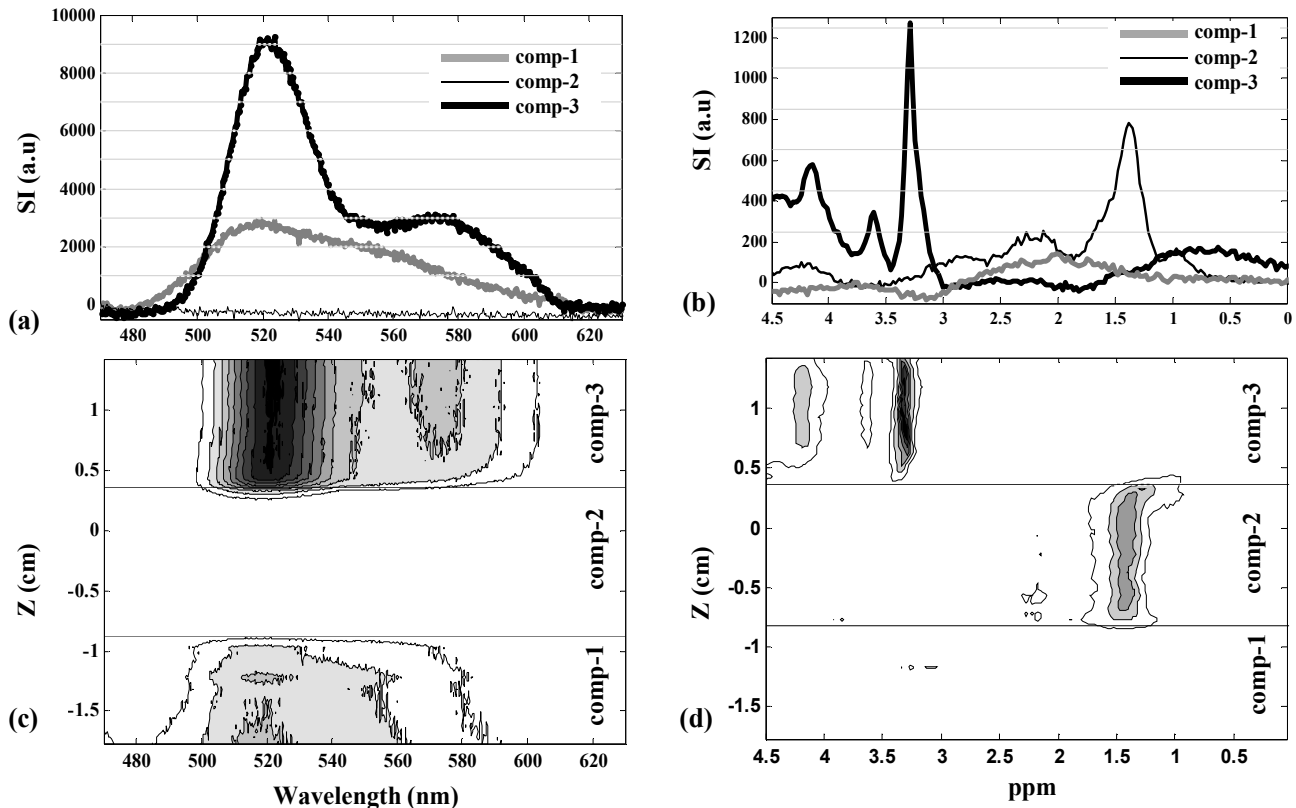 SI (a.u)
10000
8000
6000
4000
2000
0
500
520
540
560
580
600
620
comp-1
comp-2
comp-3
(a)
SI (a.u)
1200
1000
800
600
400
200
0
4.5
4
3.5
3
2.5
2
1.5
1
0.5
0
comp-1
comp-2
comp-3
(b)
Z (cm)
1
0.5
0
-0.5
-1
-1.5
480
500
520
540
560
580
600
620
Wavelength (nm)
comp-3
comp-2
comp-1
(c)
Z (cm)
1
0.5
0
-0.5
-1
-1.5
4.5
4
3.5
3
2.5
2
1.5
1
0.5
ppm
comp-3
comp-2
comp-1
(d)